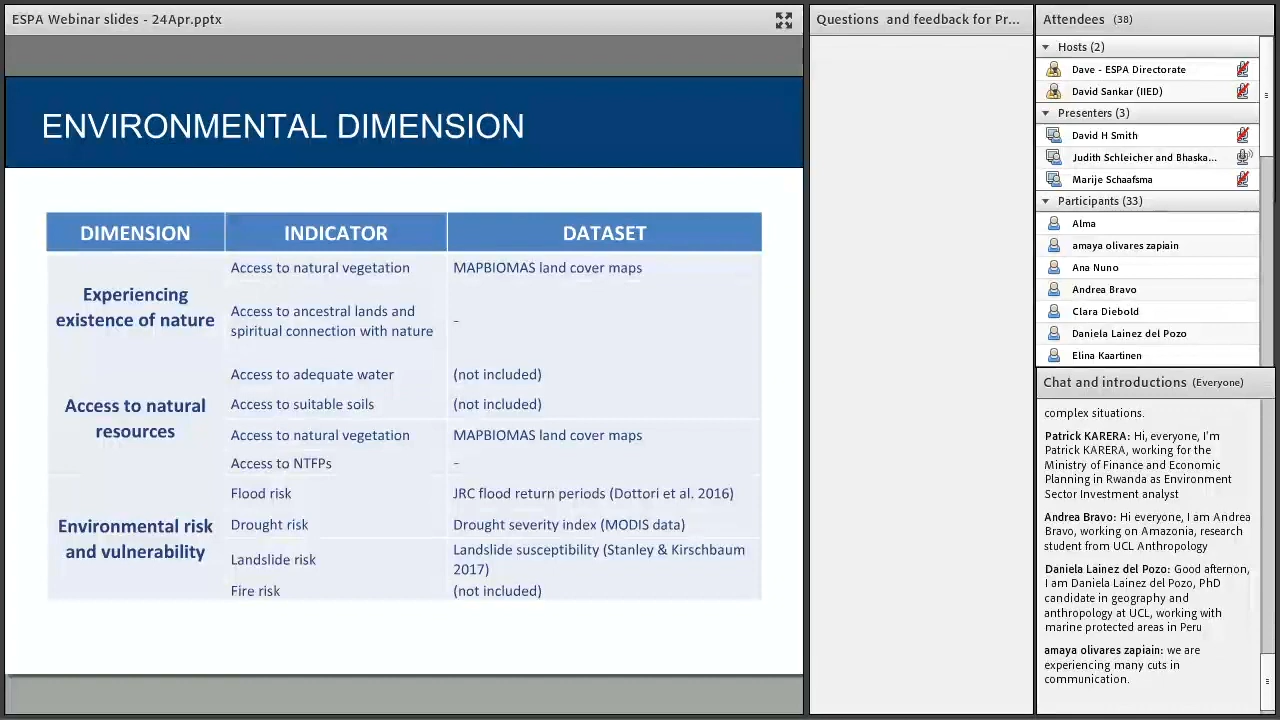 ESPA Webinar slides - 24Apr.pptx
ENVIRONMENTAL DIMENSION
DIMENSION INDICATOR DATASET
Experiencing
existence of nature
Access to natural vegetation MAPBIOMAS land cover maps
Access to ancestral lands and
spiritual connection with nature
-
Access to natural
resources
Access to adequate water (not included)
Access to suitable soils (not included)
Access to natural vegetation MAPBIOMAS land cover maps
Access to NTFPs -
Environmental risk
and vulnerability
Flood risk JRC flood return periods (Dottori et al. 2016)
Drought risk Drought severity index (MODIS data)
Landslide risk Landslide susceptibility (Stanley & Kirschbaum
2017)
Fire risk (not included)
Questions and feedback for Pr...
Attendees (38)
Hosts (2)
Dave - ESPA Directorate
David Sankar (IIED)
Presenters (3)
David H Smith
Judith Schleicher and Bhaska...
Marije Schaafsma
Participants (33)
Alma
amaya olivares zapiain
Ana Nuno
Andrea Bravo
Clara Diebold
Daniela Lainez del Pozo
Elina Kaartinen
Chat and introductions (Everyone)
complex situations.
Patrick KARERA: Hi, everyone, I'm
Patrick KARERA, working for the
Ministry of Finance and Economic
Planning in Rwanda as Environment
Sector Investment analyst
Andrea Bravo: Hi everyone, I am Andrea
Bravo, working on Amazonia, research
student from UCL Anthropology
Daniela Lainez del Pozo: Good afternon,
I am Daniela Lainez del Pozo, PhD
candidate in geography and
anthropology at UCL, working with
marine protected areas in Peru
amaya olivares zapiain: we are
experiencing many cuts in
communication.